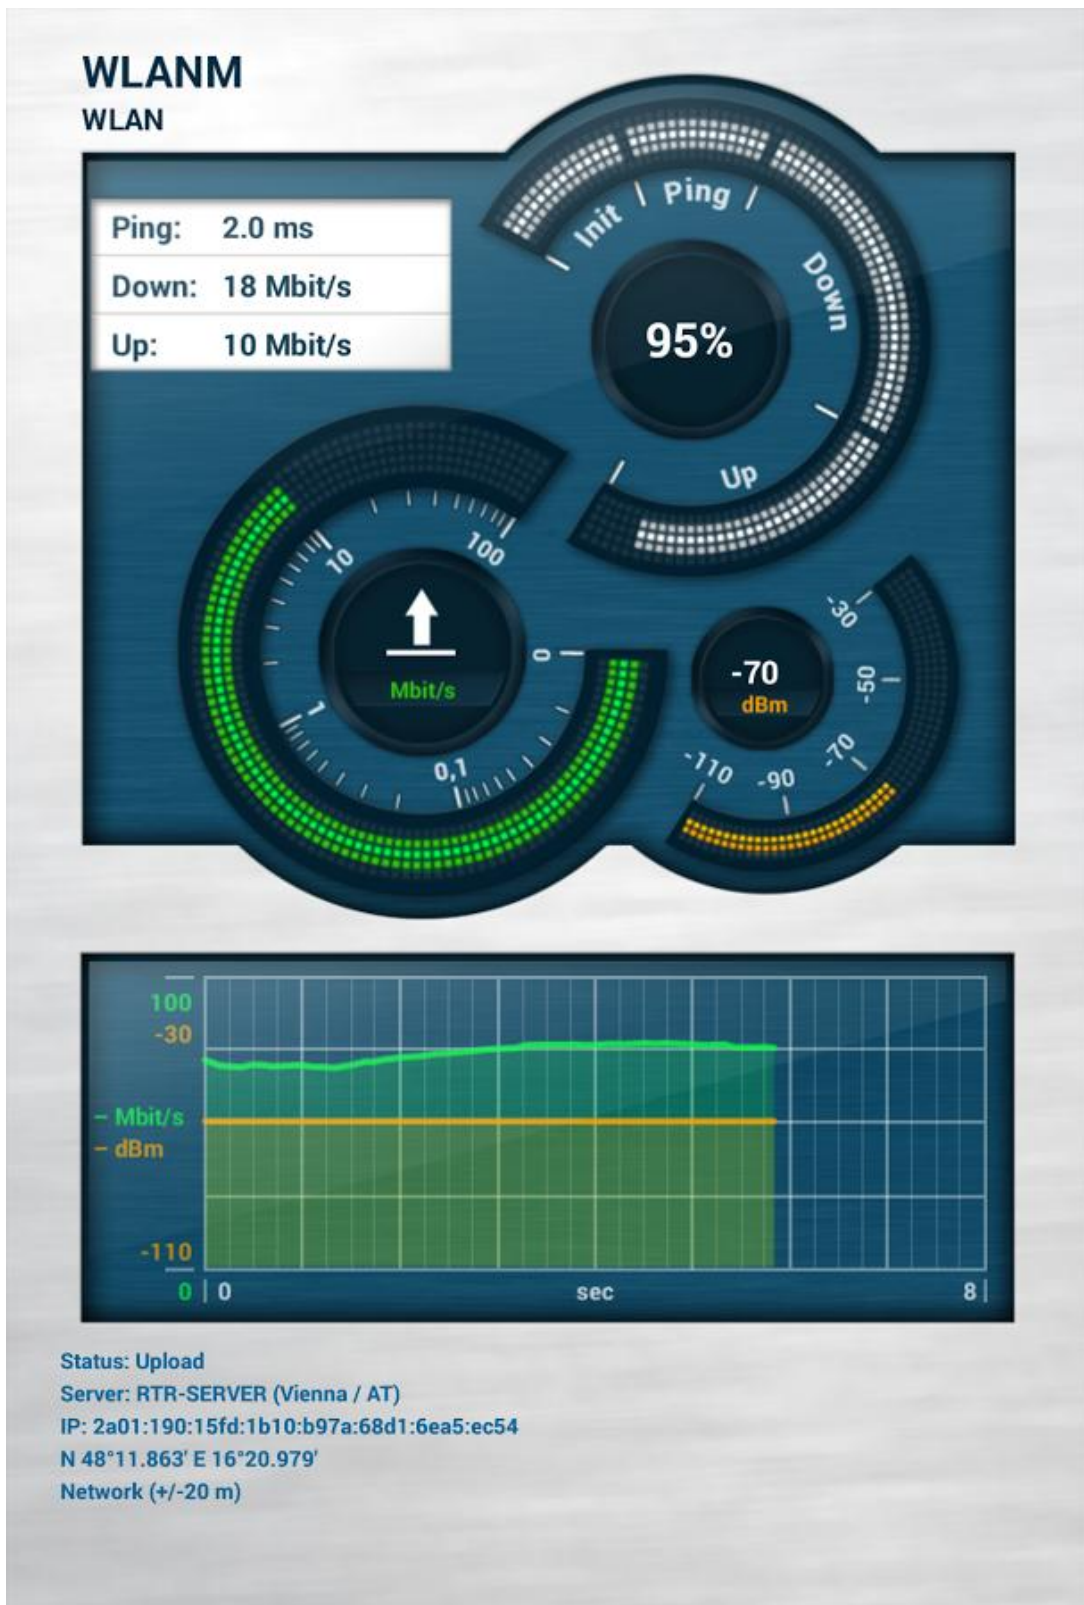 WLANM
WLAN
Ping: 2.0 ms
Down: 18 Mbit/s
Up: 10 Mbit/s
Init
Ping
Down
Up
95%
0
0,1
1
10
100
Mbit/s
-30
-50
-70
-90
-110
-70
dBm
100
-30
– Mbit/s
– dBm
-110
0 | 0 sec 8 |
Status: Upload
Server: RTR-SERVER (Vienna / AT)
IP: 2a01:190:15fd:1b10:b97a:68d1:6ea5:ec54
N 48°11.863' E 16°20.979'
Network (+/-20 m)